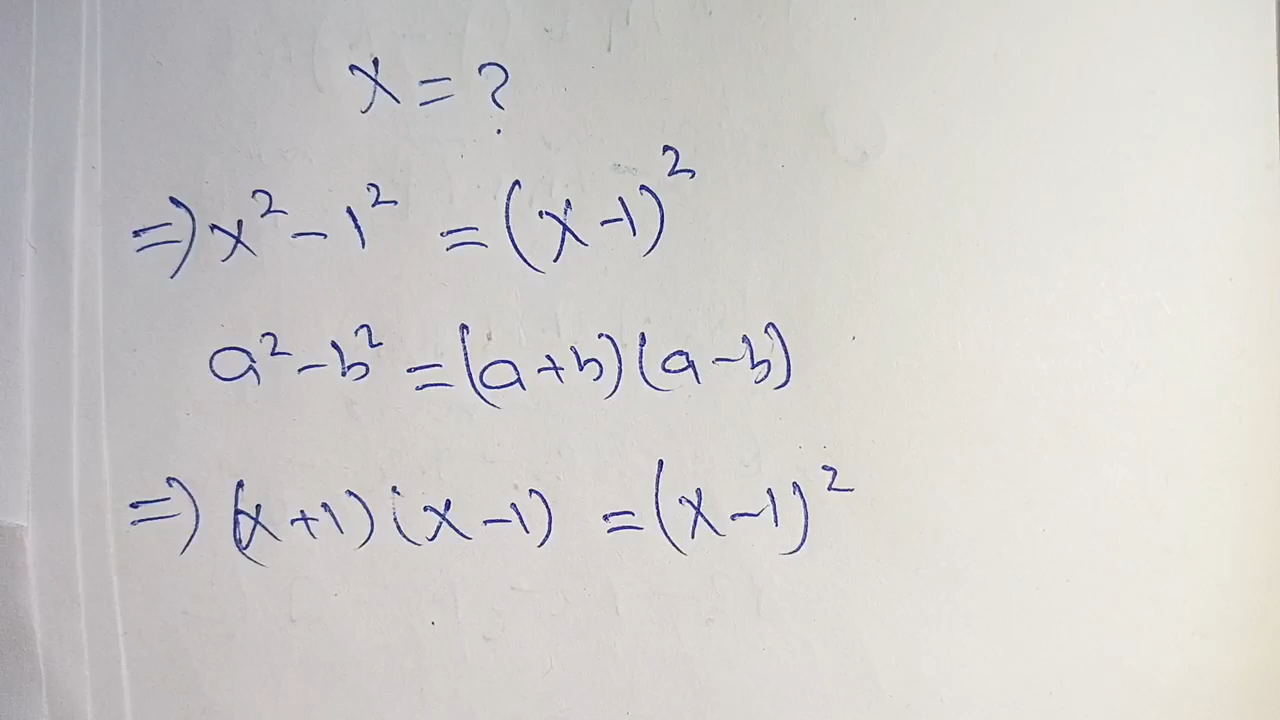 x = ?
⇒) x² - 1² = (x - 1)²
a² - b² = (a + b) (a - b)
⇒) (x + 1) (x - 1) = (x - 1)²